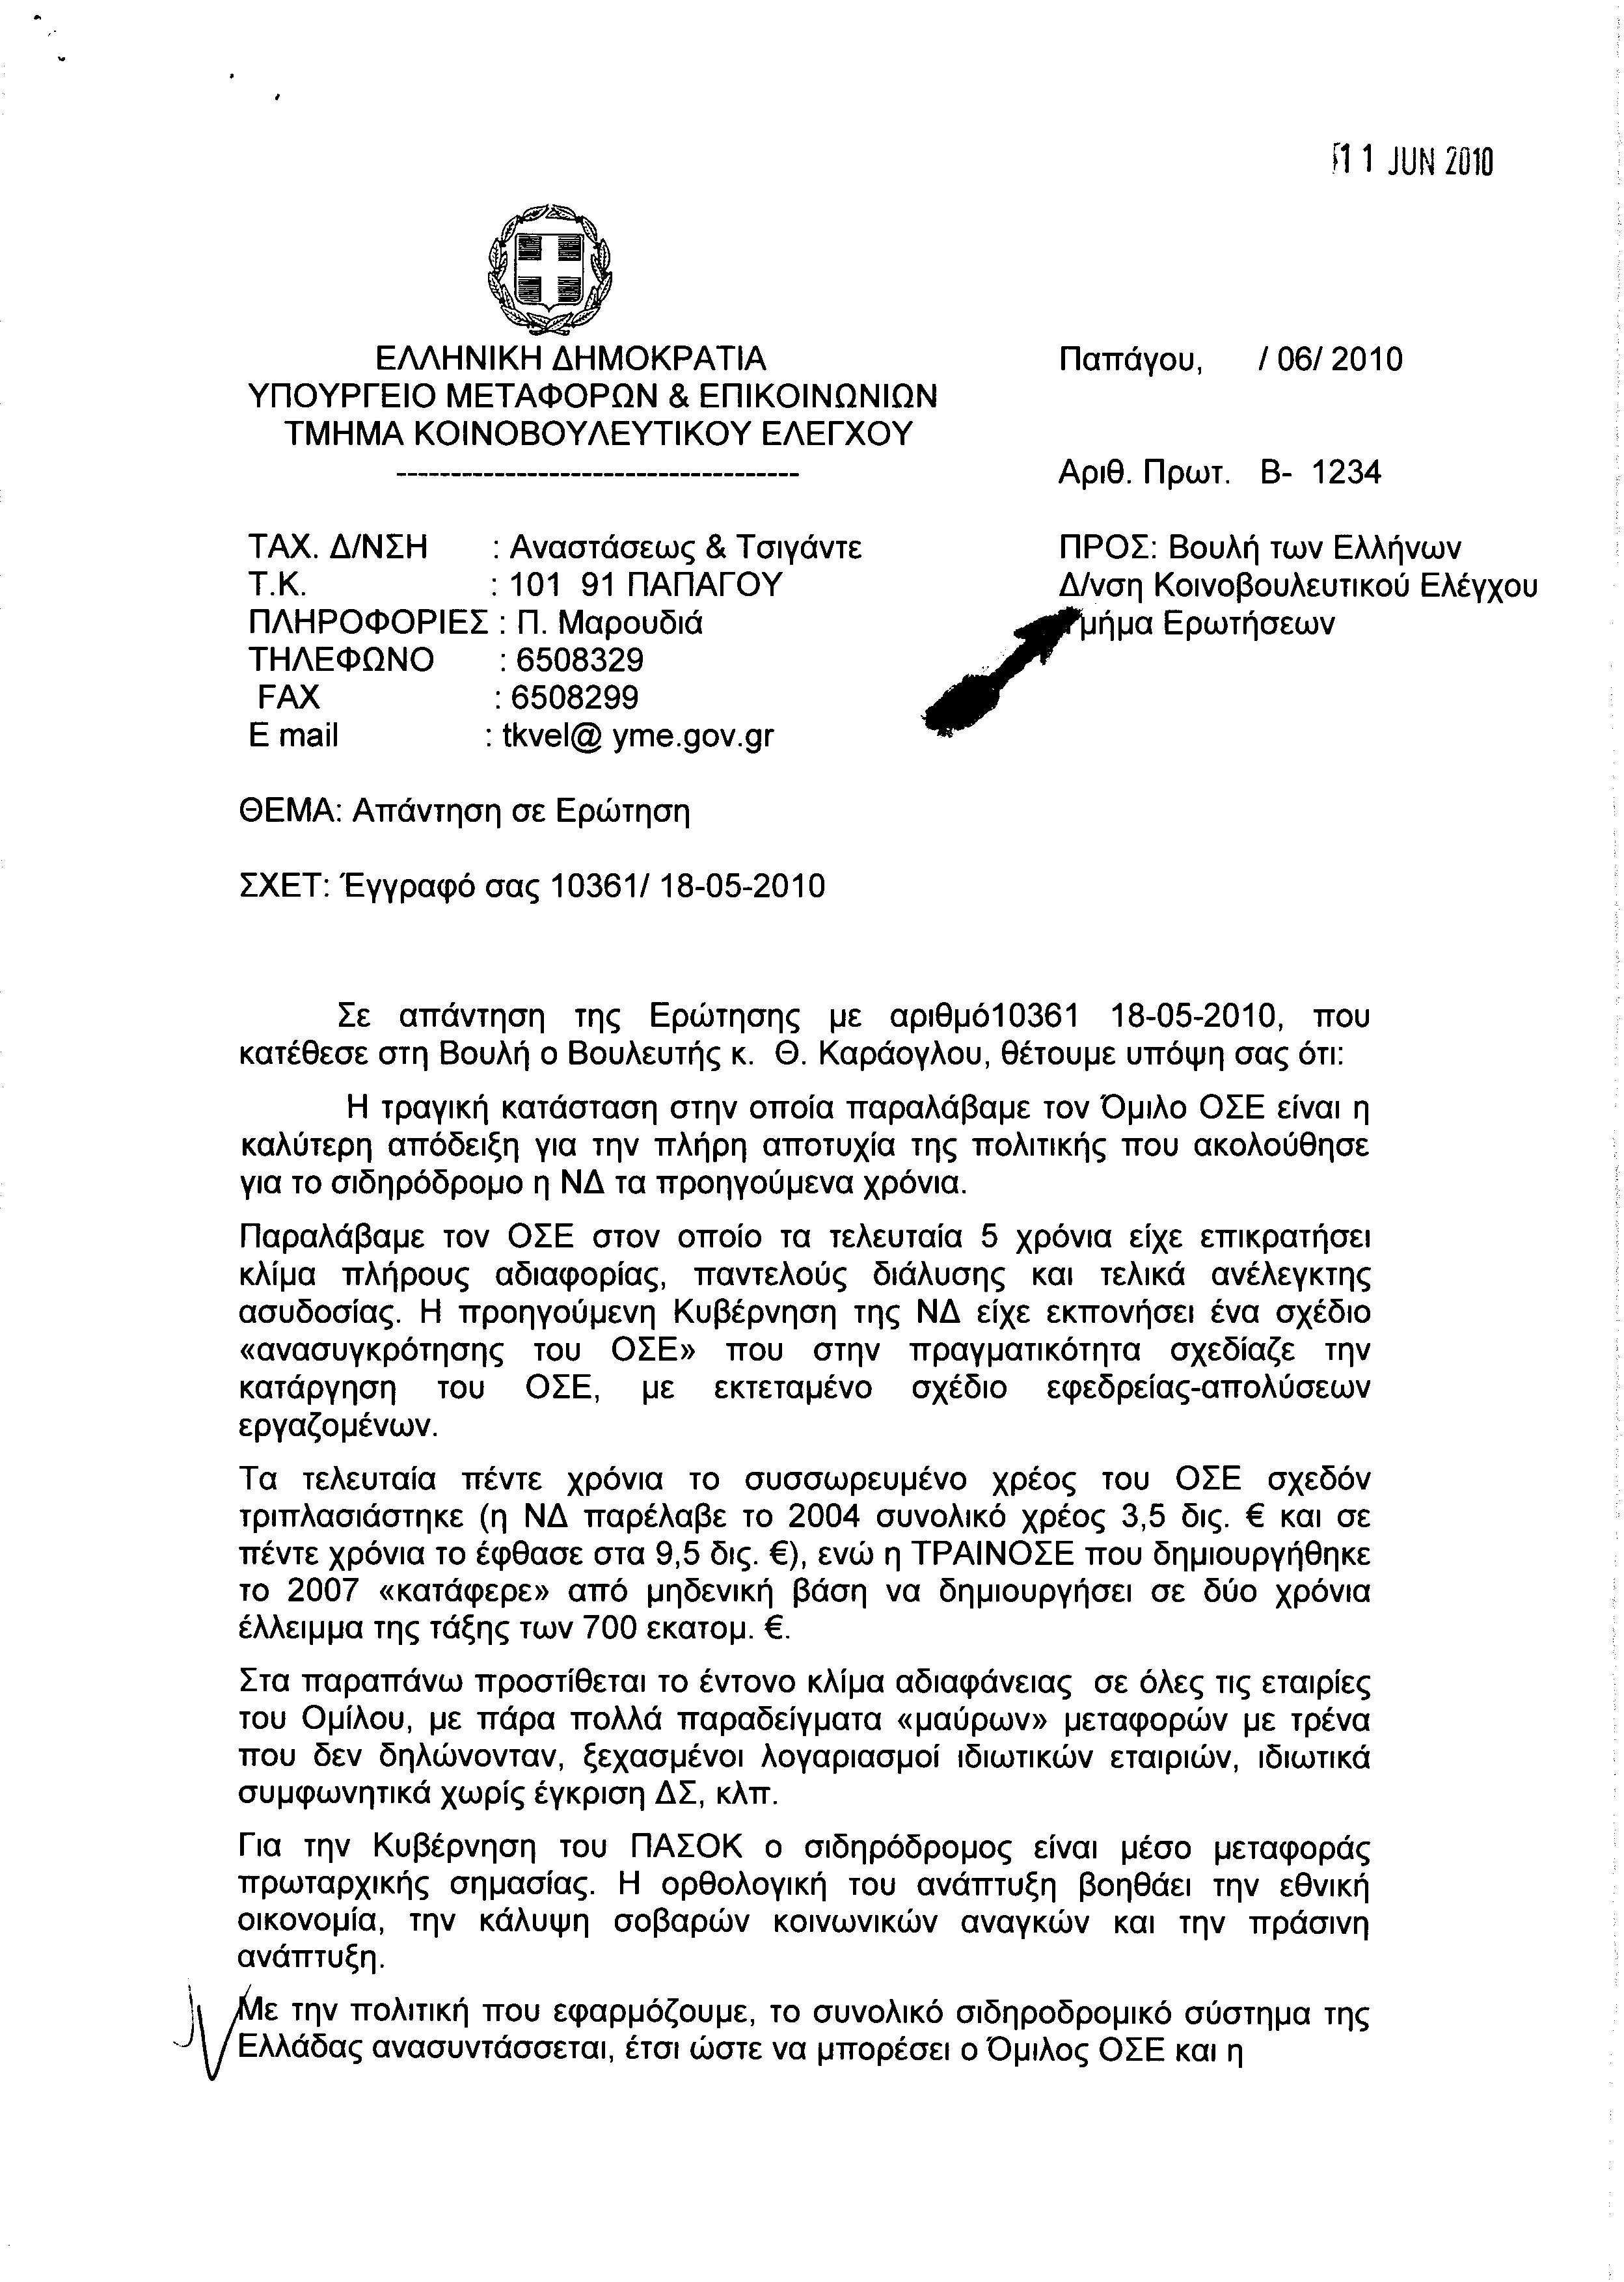 11 JUN 2010
ΕΛΛΗΝΙΚΗ ΔΗΜΟΚΡΑΤΙΑ
ΥΠΟΥΡΓΕΙΟ ΜΕΤΑΦΟΡΩΝ & ΕΠΙΚΟΙΝΩΝΙΩΝ
ΤΜΗΜΑ ΚΟΙΝΟΒΟΥΛΕΥΤΙΚΟΥ ΕΛΕΓΧΟΥ
-------------------------------------
Παπάγου, / 06/ 2010
Αριθ. Πρωτ. Β- 1234
ΤΑΧ. Δ/ΝΣΗ : Αναστάσεως & Τσιγάντε
Τ.Κ. : 101 91 ΠΑΠΑΓΟΥ
ΠΛΗΡΟΦΟΡΙΕΣ : Π. Μαρουδιά
ΤΗΛΕΦΩΝΟ : 6508329
FAX : 6508299
E mail : tkvel@ yme.gov.gr
ΠΡΟΣ: Βουλή των Ελλήνων
Δ/νση Κοινοβουλευτικού Ελέγχου
Τμήμα Ερωτήσεων
ΘΕΜΑ: Απάντηση σε Ερώτηση
ΣΧΕΤ: Έγγραφό σας 10361/ 18-05-2010
Σε απάντηση της Ερώτησης με αριθμό10361 18-05-2010, που
κατέθεσε στη Βουλή ο Βουλευτής κ. Θ. Καράογλου, θέτουμε υπόψη σας ότι:
Η τραγική κατάσταση στην οποία παραλάβαμε τον Όμιλο ΟΣΕ είναι η
καλύτερη απόδειξη για την πλήρη αποτυχία της πολιτικής που ακολούθησε
για το σιδηρόδρομο η ΝΔ τα προηγούμενα χρόνια.
Παραλάβαμε τον ΟΣΕ στον οποίο τα τελευταία 5 χρόνια είχε επικρατήσει
κλίμα πλήρους αδιαφορίας, παντελούς διάλυσης και τελικά ανέλεγκτης
ασυδοσίας. Η προηγούμενη Κυβέρνηση της ΝΔ είχε εκπονήσει ένα σχέδιο
«ανασυγκρότησης του ΟΣΕ» που στην πραγματικότητα σχεδίαζε την
κατάργηση του ΟΣΕ, με εκτεταμένο σχέδιο εφεδρείας-απολύσεων
εργαζομένων.
Τα τελευταία πέντε χρόνια το συσσωρευμένο χρέος του ΟΣΕ σχεδόν
τριπλασιάστηκε (η ΝΔ παρέλαβε το 2004 συνολικό χρέος 3,5 δις. € και σε
πέντε χρόνια το έφθασε στα 9,5 δις. €), ενώ η ΤΡΑΙΝΟΣΕ που δημιουργήθηκε
το 2007 «κατάφερε» από μηδενική βάση να δημιουργήσει σε δύο χρόνια
έλλειμμα της τάξης των 700 εκατομ. €.
Στα παραπάνω προστίθεται το έντονο κλίμα αδιαφάνειας σε όλες τις εταιρίες
του Ομίλου, με πάρα πολλά παραδείγματα «μαύρων» μεταφορών με τρένα
που δεν δηλώνονταν, ξεχασμένοι λογαριασμοί ιδιωτικών εταιριών, ιδιωτικά
συμφωνητικά χωρίς έγκριση ΔΣ, κλπ.
Για την Κυβέρνηση του ΠΑΣΟΚ ο σιδηρόδρομος είναι μέσο μεταφοράς
πρωταρχικής σημασίας. Η ορθολογική του ανάπτυξη βοηθάει την εθνική
οικονομία, την κάλυψη σοβαρών κοινωνικών αναγκών και την πράσινη
ανάπτυξη.
Με την πολιτική που εφαρμόζουμε, το συνολικό σιδηροδρομικό σύστημα της
Ελλάδας ανασυντάσσεται, έτσι ώστε να μπορέσει ο Όμιλος ΟΣΕ και η